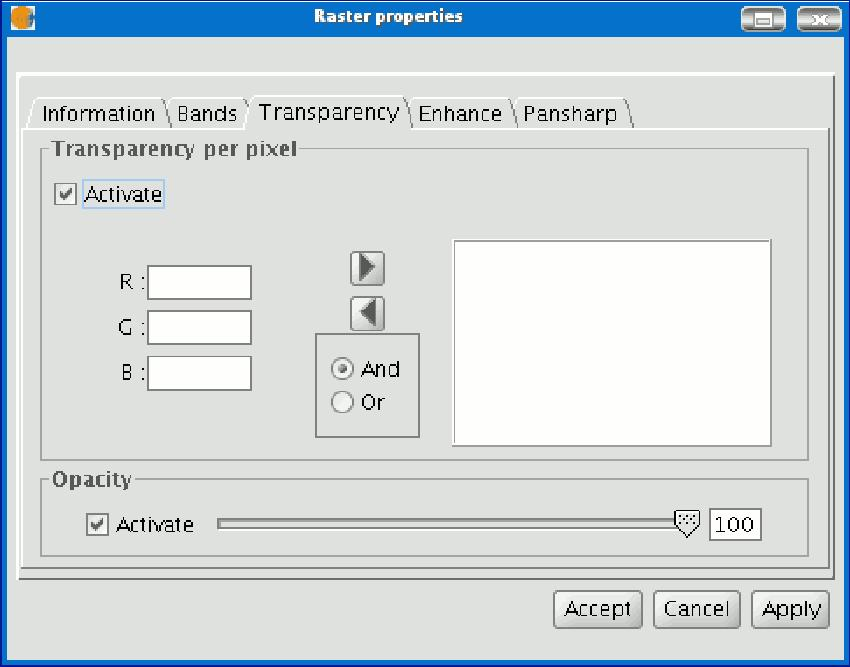 Raster properties
Information Bands Transparency Enhance Pansharp
Transparency per pixel
Activate
R :
G :
B :
And
Or
Opacity
Activate 100
Accept Cancel Apply